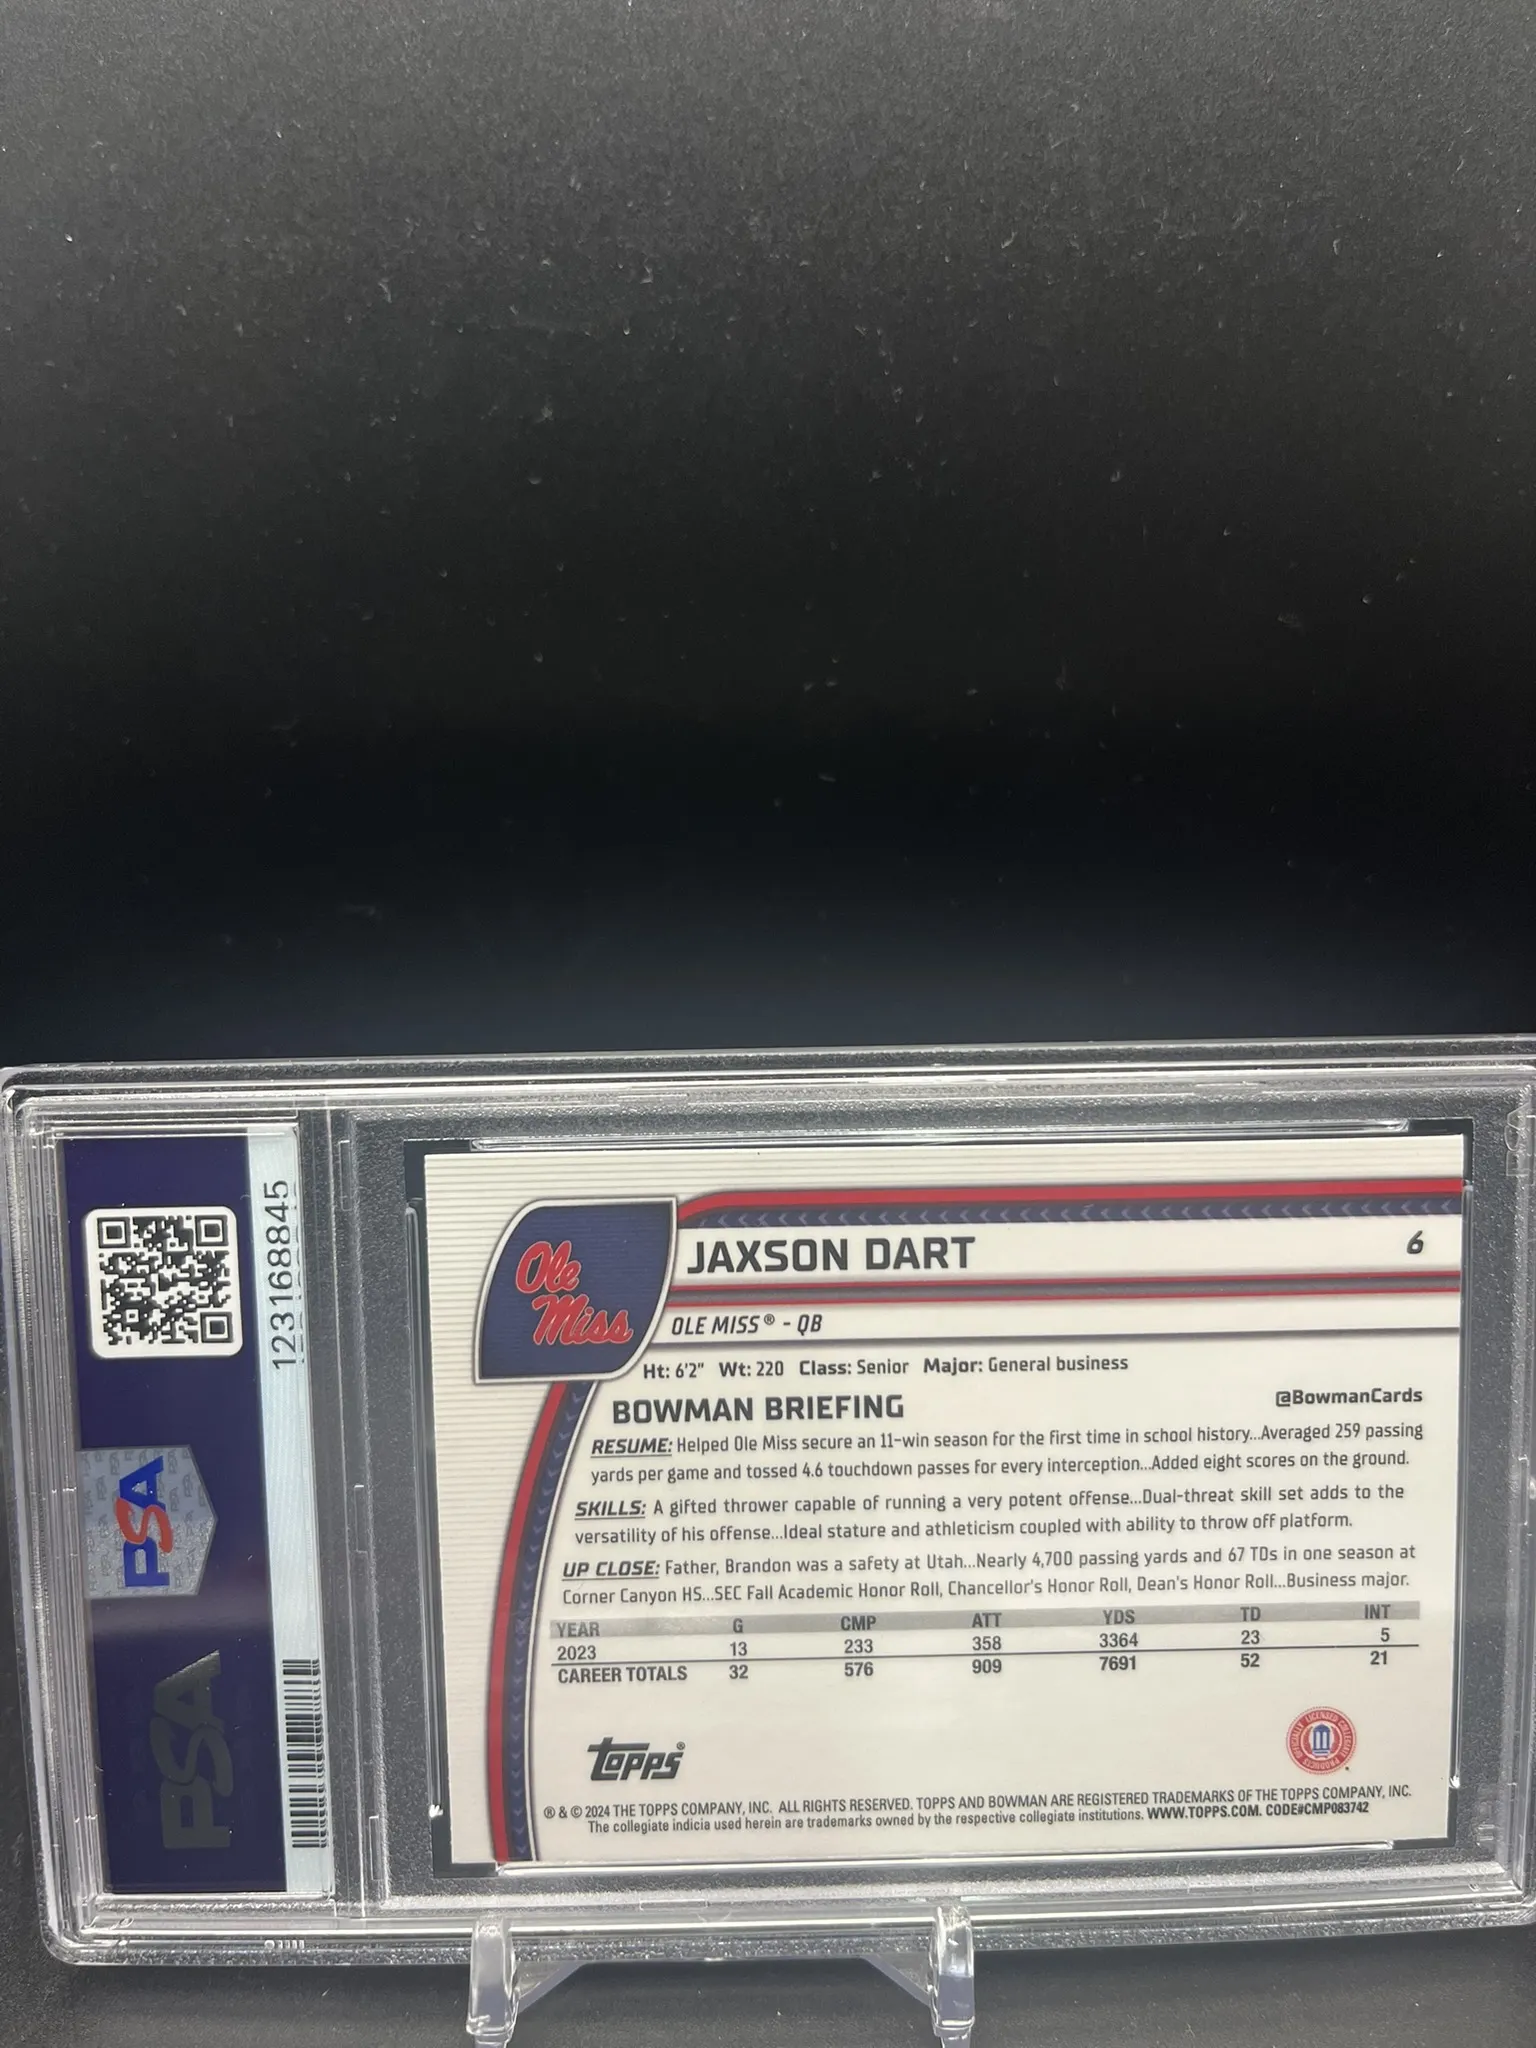 123168845
PSA
PSA
Ole
Miss
JAXSON DART
6
OLE MISS® - QB
Ht: 6'2" Wt: 220 Class: Senior Major: General business
BOWMAN BRIEFING
@BowmanCards
RESUME: Helped Ole Miss secure an 11-win season for the first time in school history...Averaged 259 passing
yards per game and tossed 4.6 touchdown passes for every interception...Added eight scores on the ground.
SKILLS: A gifted thrower capable of running a very potent offense...Dual-threat skill set adds to the
versatility of his offense...Ideal stature and athleticism coupled with ability to throw off platform.
UP CLOSE: Father, Brandon was a safety at Utah...Nearly 4,700 passing yards and 67 TDs in one season at
Corner Canyon HS...SEC Fall Academic Honor Roll, Chancellor's Honor Roll, Dean's Honor Roll...Business major.
YEAR G CMP ATT YDS TD INT
2023 13 233 358 3364 23 5
CAREER TOTALS 32 576 909 7691 52 21
topps®
OFFICIALLY LICENSED COLLEGIATE PRODUCTS
® & © 2024 THE TOPPS COMPANY, INC. ALL RIGHTS RESERVED. TOPPS AND BOWMAN ARE REGISTERED TRADEMARKS OF THE TOPPS COMPANY, INC.
The collegiate indicia used herein are trademarks owned by the respective collegiate institutions. WWW.TOPPS.COM. CODE#CMP083742